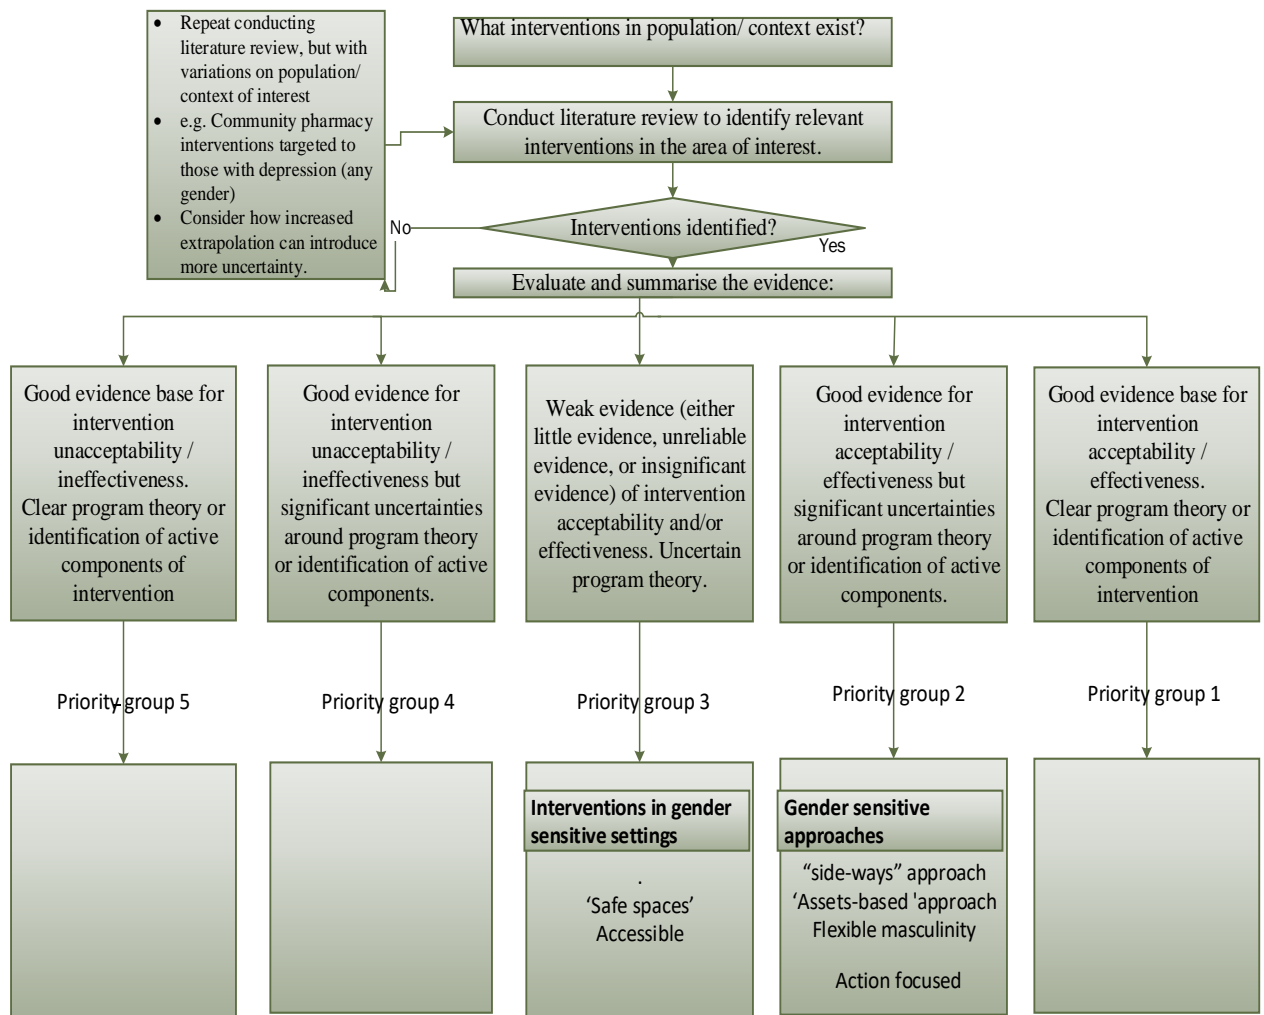 • Repeat conducting
literature review, but with
variations on population/
context of interest
• e.g. Community pharmacy
interventions targeted to
those with depression (any
gender)
• Consider how increased
extrapolation can introduce
more uncertainty.
What interventions in population/ context exist?
Conduct literature review to identify relevant
interventions in the area of interest.
Interventions identified?
No
Yes
Evaluate and summarise the evidence:
Good evidence base for
intervention
unacceptability /
ineffectiveness.
Clear program theory or
identification of active
components of
intervention
Good evidence for
intervention
unacceptability /
ineffectiveness but
significant uncertainties
around program theory
or identification of active
components.
Weak evidence (either
little evidence, unreliable
evidence, or insignificant
evidence) of intervention
acceptability and/or
effectiveness. Uncertain
program theory.
Good evidence for
intervention
acceptability /
effectiveness but
significant uncertainties
around program theory
or identification of active
components.
Good evidence base for
intervention
acceptability /
effectiveness.
Clear program theory or
identification of active
components of
intervention
Priority group 5
Priority group 4
Priority group 3
Priority group 2
Priority group 1
Interventions in gender
sensitive settings
.
‘Safe spaces’
Accessible
Gender sensitive
approaches
“side-ways” approach
‘Assets-based 'approach
Flexible masculinity
Action focused